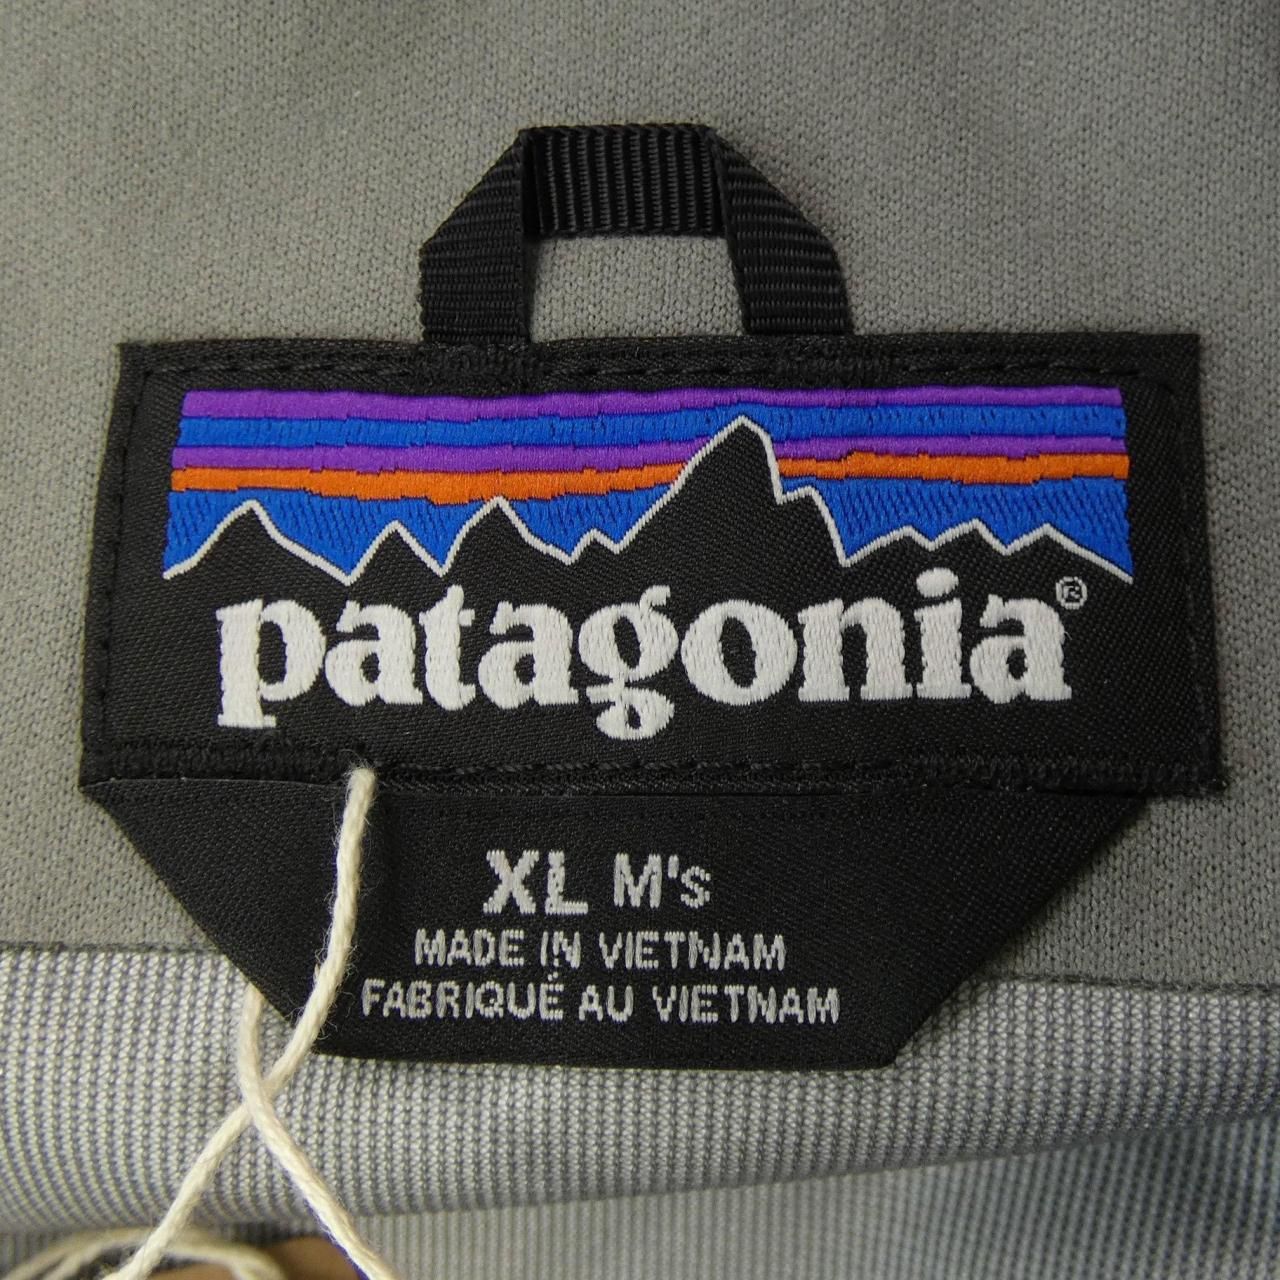 patagonia®
XL M's
MADE IN VIETNAM
FABRIQUÉ AU VIETNAM